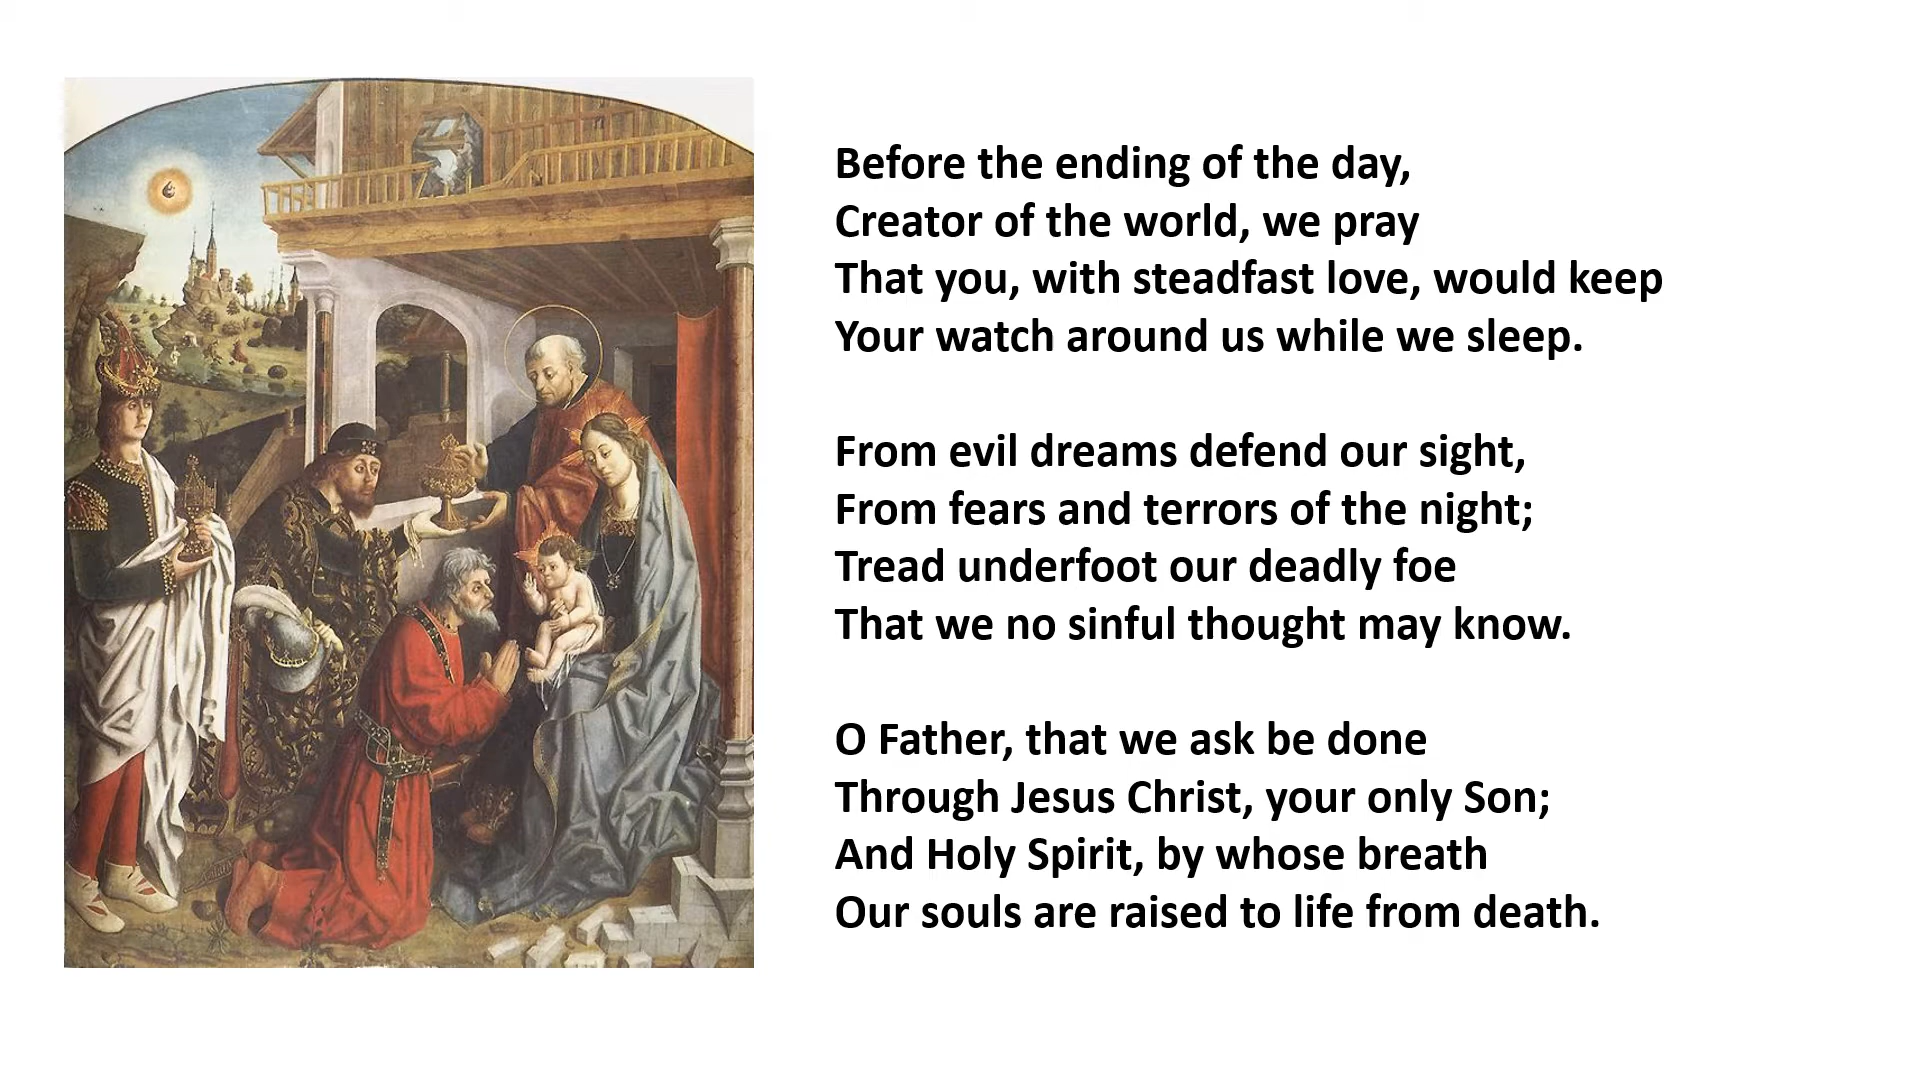 Before the ending of the day,
Creator of the world, we pray
That you, with steadfast love, would keep
Your watch around us while we sleep.
From evil dreams defend our sight,
From fears and terrors of the night;
Tread underfoot our deadly foe
That we no sinful thought may know.
O Father, that we ask be done
Through Jesus Christ, your only Son;
And Holy Spirit, by whose breath
Our souls are raised to life from death.